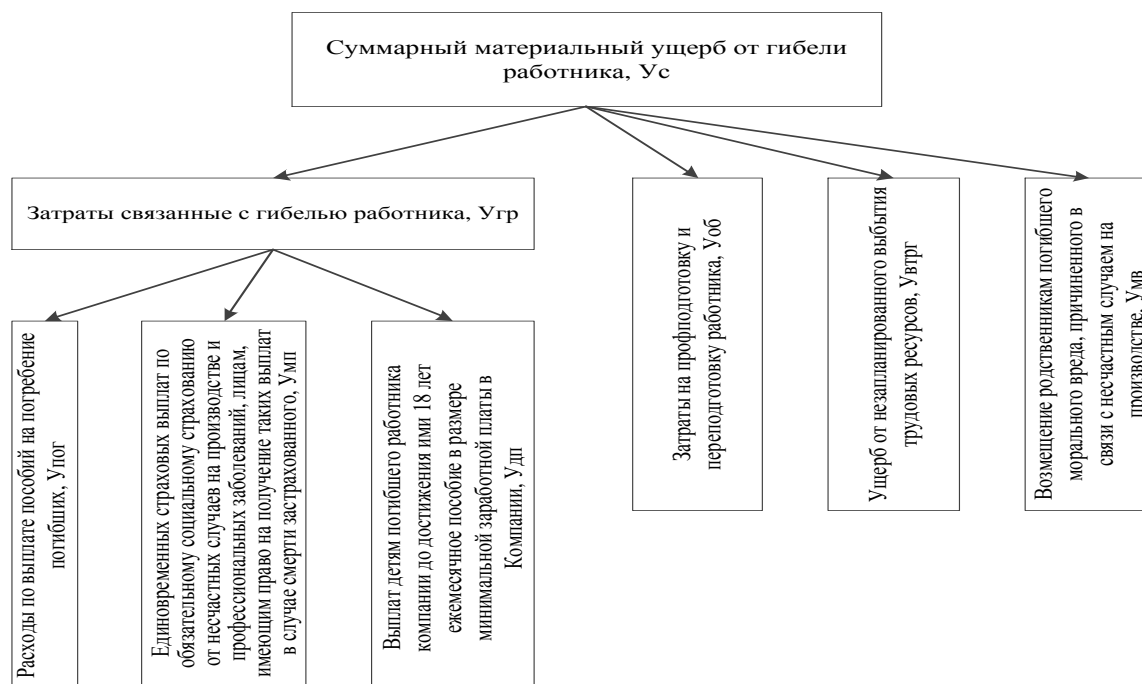 Суммарный материальный ущерб от гибели
работника, Ус
Затраты связанные с гибелью работника, Угр
Расходы по выплате пособий на погребение
погибших, Упог
Единовременных страховых выплат по
обязательному социальному страхованию
от несчастных случаев на производстве и
профессиональных заболеваний, лицам,
имеющим право на получение таких выплат
в случае смерти застрахованного, Умп
Выплат детям погибшего работника
компании до достижения ими 18 лет
ежемесячное пособие в размере
минимальной заработной платы в
Компании, Удп
Затраты на профподготовку и
переподготовку работника, Уоб
Ущерб от незапланированного выбытия
трудовых ресурсов, Увтрг
Возмещение родственникам погибшего
морального вреда, причиненного в
связи с несчастным случаем на
производстве, Умв